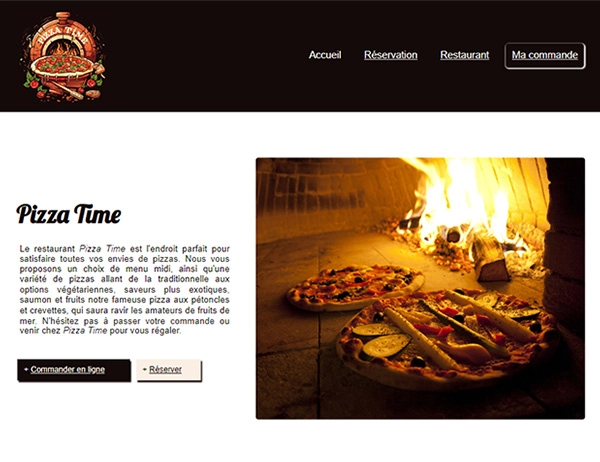 PIZZA TIME
Accueil
Réservation
Restaurant
Ma commande
Pizza Time
Le restaurant Pizza Time est l'endroit parfait pour
satisfaire toutes vos envies de pizzas. Nous vous
proposons un choix de menu midi, ainsi qu'une
variété de pizzas allant de la traditionnelle aux
options végétariennes, saveurs plus exotiques,
saumon et fruits notre fameuse pizza aux pétoncles
et crevettes, qui saura ravir les amateurs de fruits de
mer. N'hésitez pas à passer votre commande ou
venir chez Pizza Time pour vous régaler.
+ Commander en ligne
+ Réserver